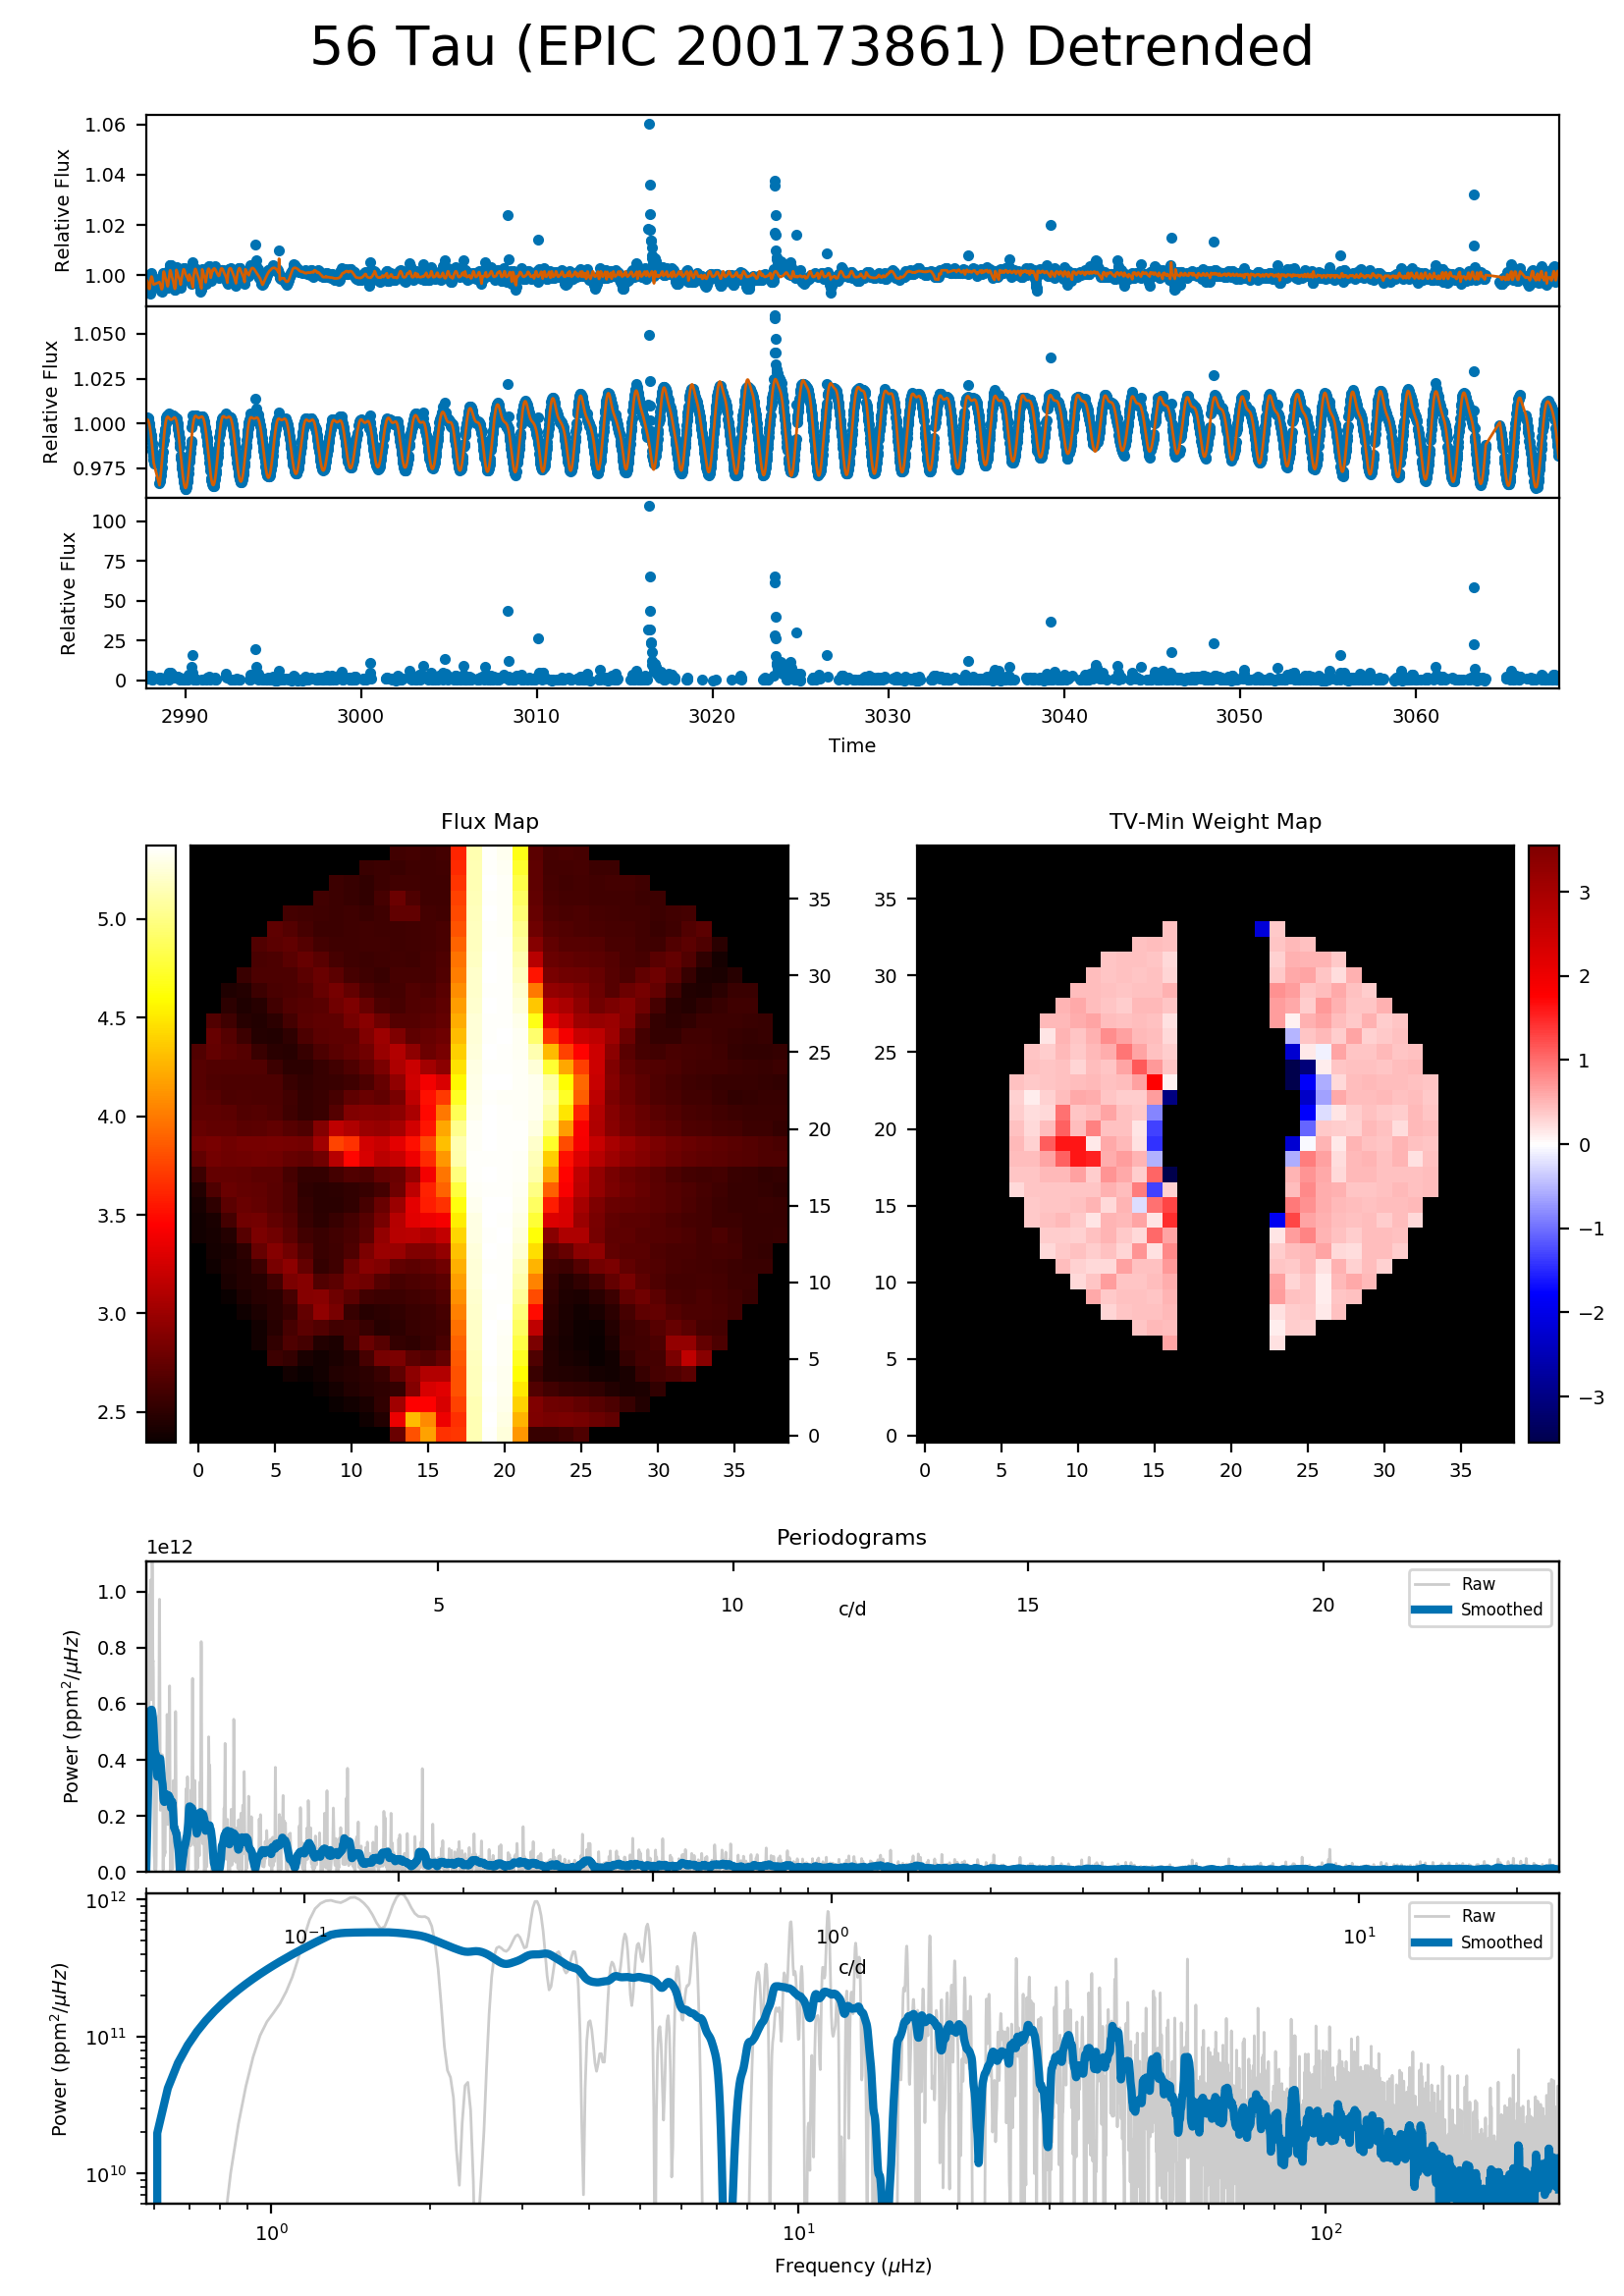 56 Tau (EPIC 200173861) Detrended
Relative Flux
1.06
1.04
1.02
1.00
Relative Flux
1.050
1.025
1.000
0.975
Relative Flux
100
75
50
25
0
2990 3000 3010 3020 3030 3040 3050 3060
Time
Flux Map
5.0
4.5
4.0
3.5
3.0
2.5
35
30
25
20
15
10
5
0
0 5 10 15 20 25 30 35
TV-Min Weight Map
35
30
25
20
15
10
5
0
0 5 10 15 20 25 30 35
3
2
1
0
−1
−2
−3
Periodograms
1e12
Power (ppm²/μHz)
1.0
0.8
0.6
0.4
0.2
0.0
5 10 15 20
c/d
Raw
Smoothed
Power (ppm²/μHz)
10¹²
10¹¹
10¹⁰
10⁻¹ 10⁰ 10¹
c/d
Raw
Smoothed
10⁰ 10¹ 10²
Frequency (μHz)